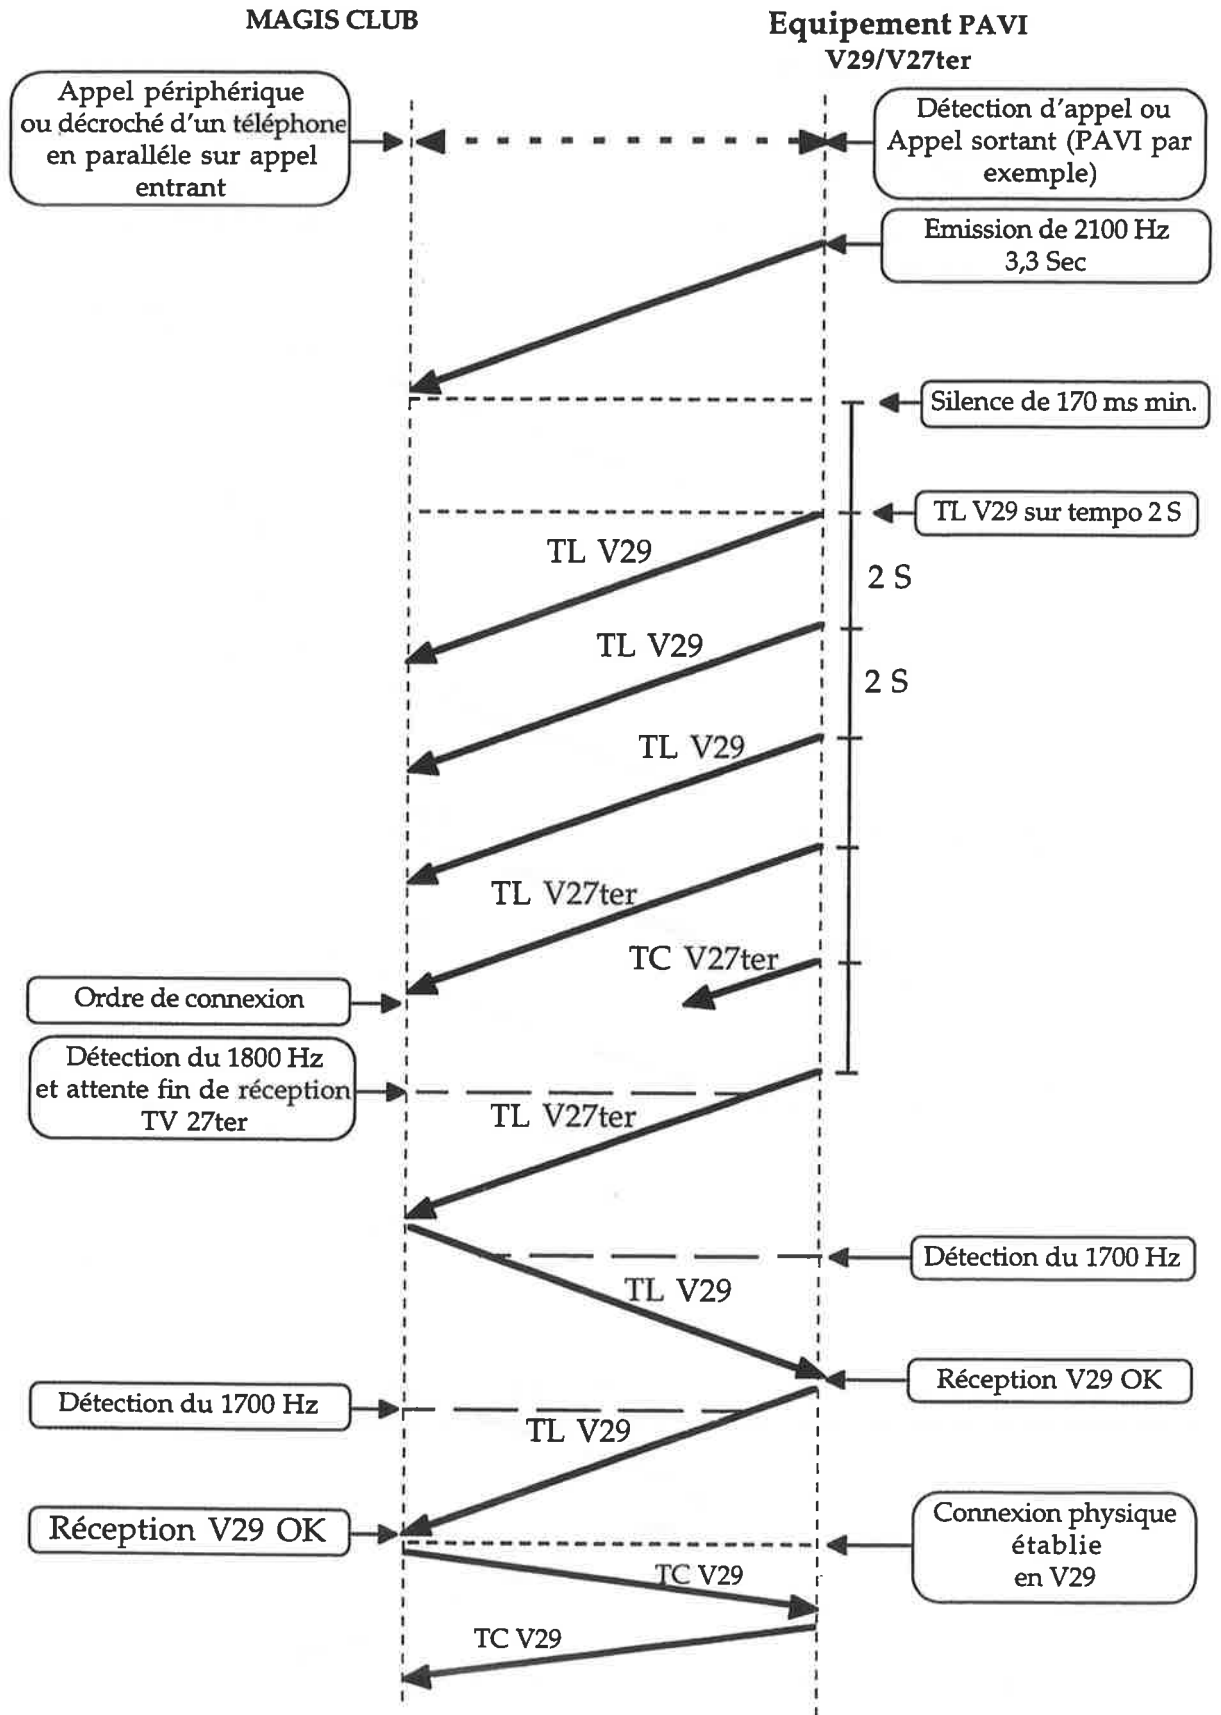 MAGIS CLUB
Equipement PAVI
V29/V27ter
Appel périphérique
ou décroché d'un téléphone
en paralléle sur appel
entrant
Détection d'appel ou
Appel sortant (PAVI par
exemple)
Emission de 2100 Hz
3,3 Sec
Silence de 170 ms min.
TL V29 sur tempo 2 S
TL V29
2 S
TL V29
2 S
TL V29
TL V27ter
TC V27ter
Ordre de connexion
Détection du 1800 Hz
et attente fin de réception
TV 27ter
TL V27ter
Détection du 1700 Hz
TL V29
Réception V29 OK
Détection du 1700 Hz
TL V29
Réception V29 OK
Connexion physique
établie
en V29
TC V29
TC V29